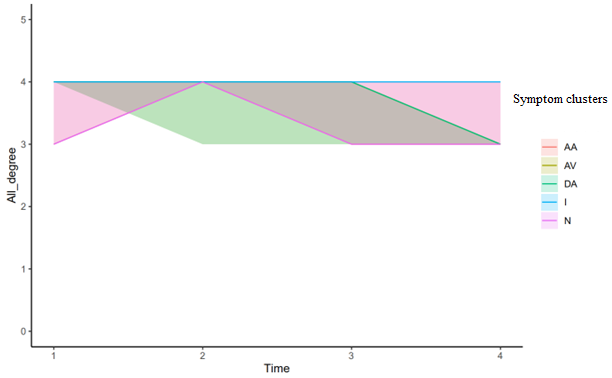 5
4
3
2
1
0
All_degree
1 2 3 4
Time
Symptom clusters
AA
AV
DA
I
N